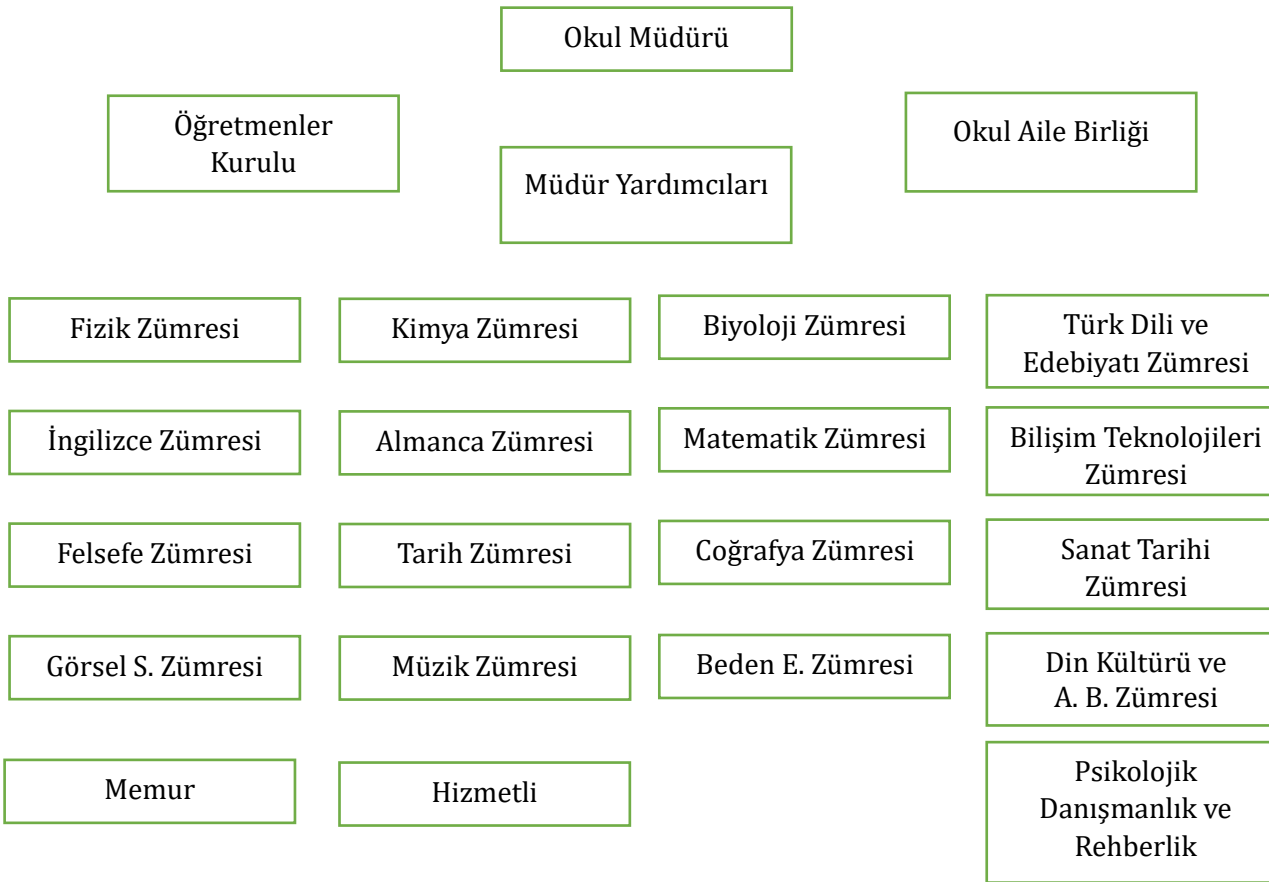 Okul Müdürü
Öğretmenler
Kurulu
Okul Aile Birliği
Müdür Yardımcıları
Fizik Zümresi
Kimya Zümresi
Biyoloji Zümresi
Türk Dili ve
Edebiyatı Zümresi
İngilizce Zümresi
Almanca Zümresi
Matematik Zümresi
Bilişim Teknolojileri
Zümresi
Felsefe Zümresi
Tarih Zümresi
Coğrafya Zümresi
Sanat Tarihi
Zümresi
Görsel S. Zümresi
Müzik Zümresi
Beden E. Zümresi
Din Kültürü ve
A. B. Zümresi
Memur
Hizmetli
Psikolojik
Danışmanlık ve
Rehberlik